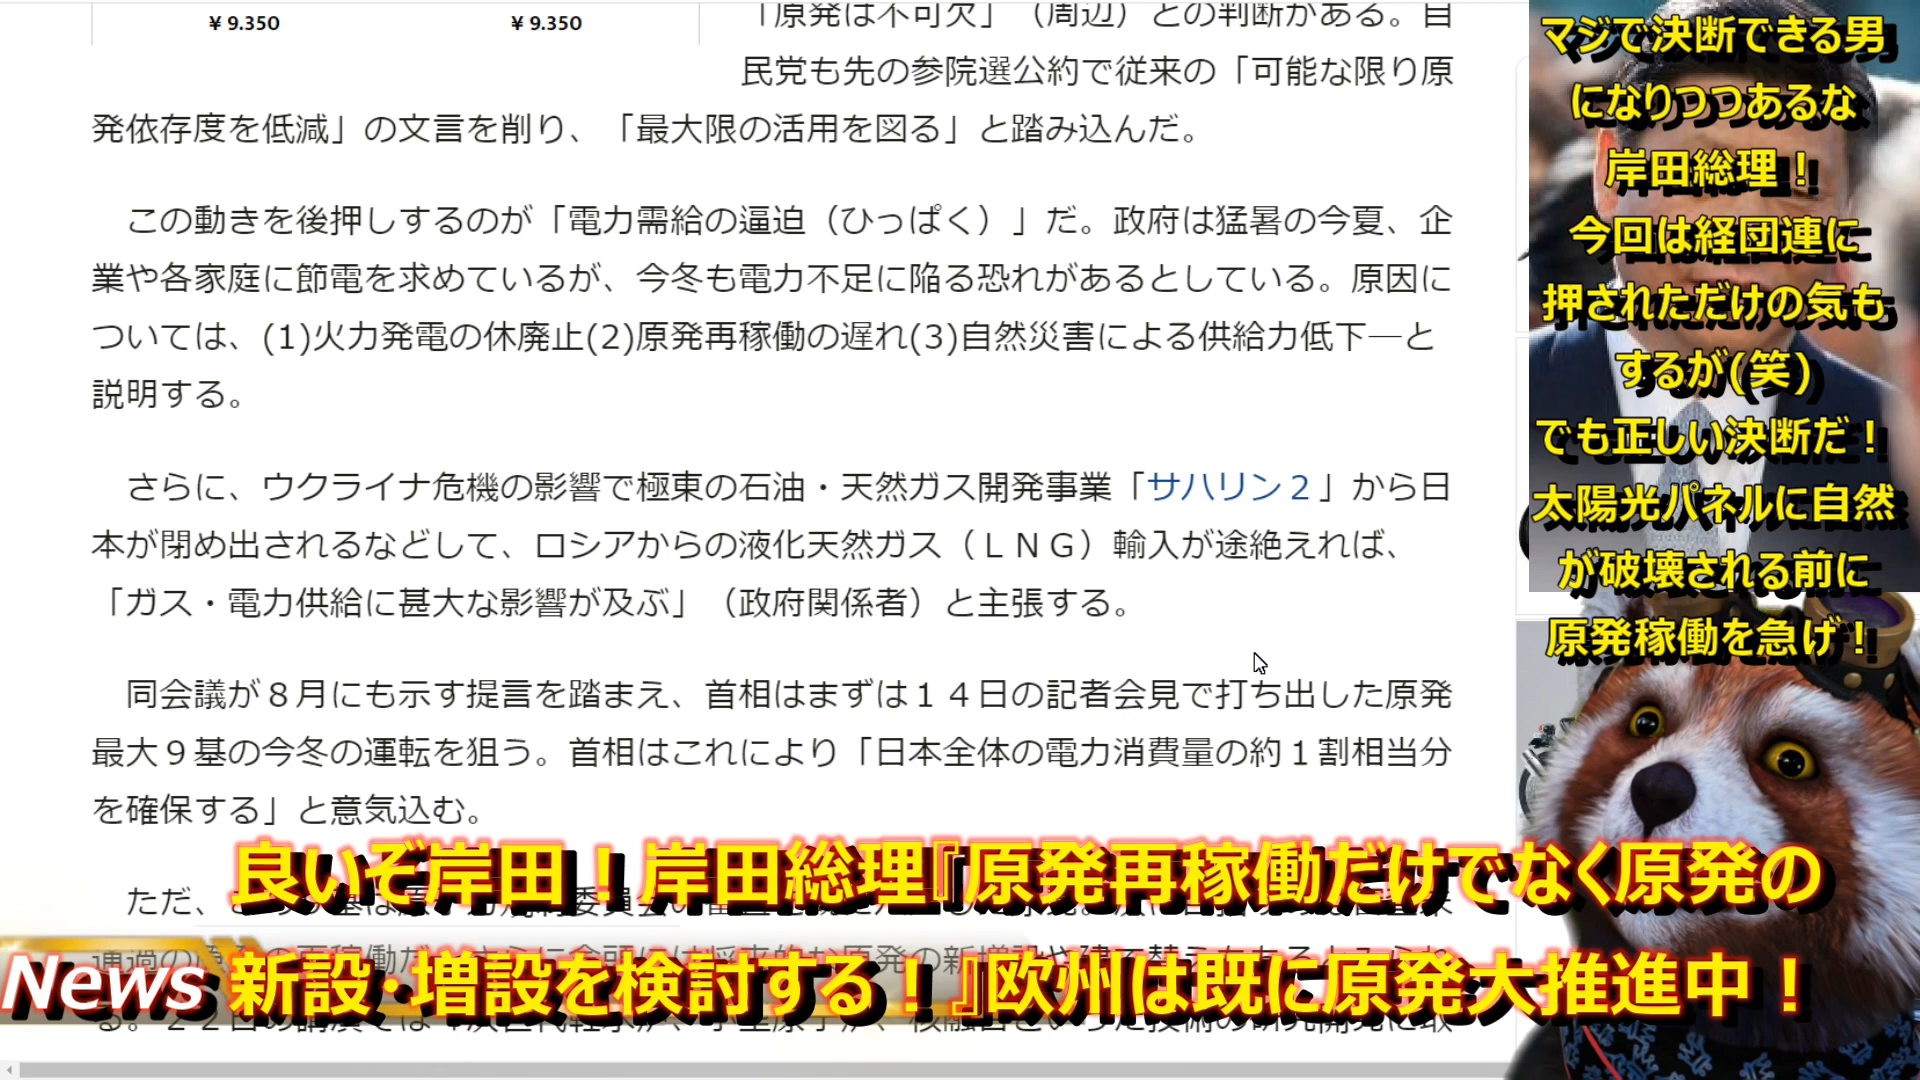 ¥ 9.350
¥ 9.350
「原発は不可欠」（周辺）との判断がある。自
民党も先の参院選公約で従来の「可能な限り原
発依存度を低減」の文言を削り、「最大限の活用を図る」と踏み込んだ。
この動きを後押しするのが「電力需給の逼迫（ひっぱく）」だ。政府は猛暑の今夏、企
業や各家庭に節電を求めているが、今冬も電力不足に陥る恐れがあるとしている。原因に
ついては、(1)火力発電の休廃止(2)原発再稼働の遅れ(3)自然災害による供給力低下―と
説明する。
さらに、ウクライナ危機の影響で極東の石油・天然ガス開発事業「サハリン２」から日
本が閉め出されるなどして、ロシアからの液化天然ガス（ＬＮＧ）輸入が途絶えれば、
「ガス・電力供給に甚大な影響が及ぶ」（政府関係者）と主張する。
同会議が８月にも示す提言を踏まえ、首相はまずは１４日の記者会見で打ち出した原発
最大９基の今冬の運転を狙う。首相はこれにより「日本全体の電力消費量の約１割相当分
を確保する」と意気込む。
ただ、
マジで決断できる男
になりつつあるな
岸田総理！
今回は経団連に
押されただけの気も
するが(笑)
でも正しい決断だ！
太陽光パネルに自然
が破壊される前に
原発稼働を急げ！
良いぞ岸田！岸田総理『原発再稼働だけでなく原発の
News
新設・増設を検討する！』欧州は既に原発大推進中！